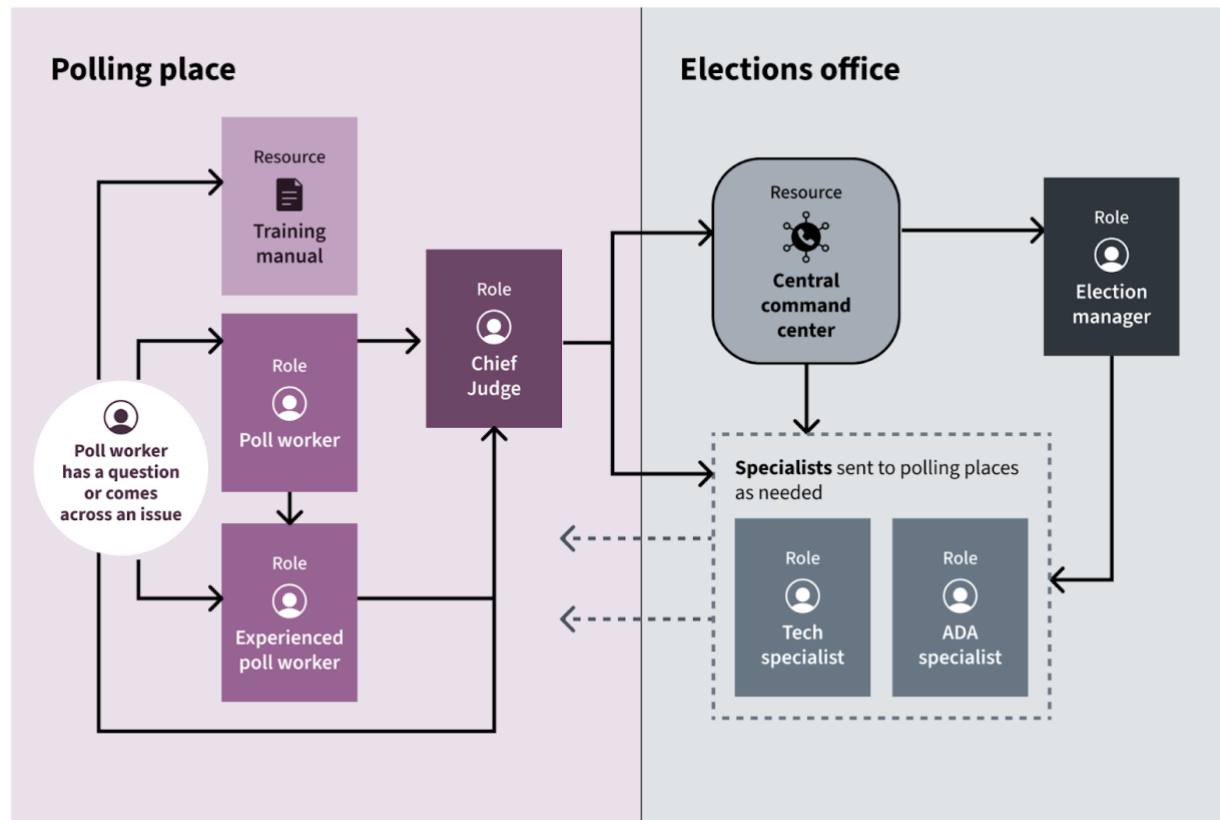 Polling place
Elections office
Resource
Training
manual
Role
Poll worker
Role
Experienced
poll worker
Poll worker
has a question
or comes
across an issue
Role
Chief
Judge
Resource
Central
command
center
Role
Election
manager
Specialists sent to polling places
as needed
Role
Tech
specialist
Role
ADA
specialist